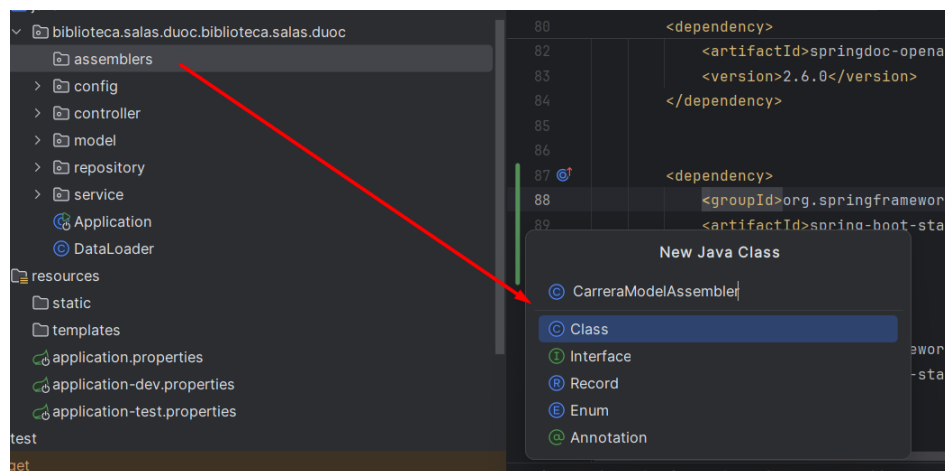 biblioteca.salas.duoc.biblioteca.salas.duoc
assemblers
config
controller
model
repository
service
Application
DataLoader
resources
static
templates
application.properties
application-dev.properties
application-test.properties
test
80 <dependency>
82 <artifactId>springdoc-opena
83 <version>2.6.0</version>
84 </dependency>
85
86
87 <dependency>
88 <groupId>org.springframewor
89 <artifactId>spring-boot-sta
New Java Class
CarreraModelAssembler
Class
Interface
Record
Enum
Annotation
ewor
-sta